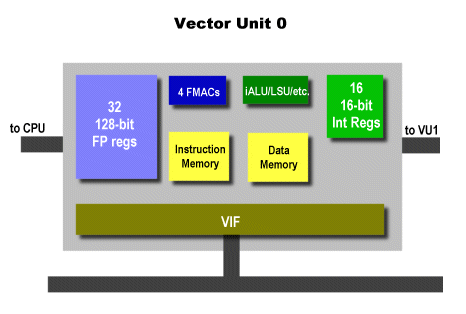 Vector Unit 0
32
128-bit
FP regs
4 FMACs
iALU/LSU/etc.
16
16-bit
Int Regs
to CPU
to VU1
Instruction
Memory
Data
Memory
VIF